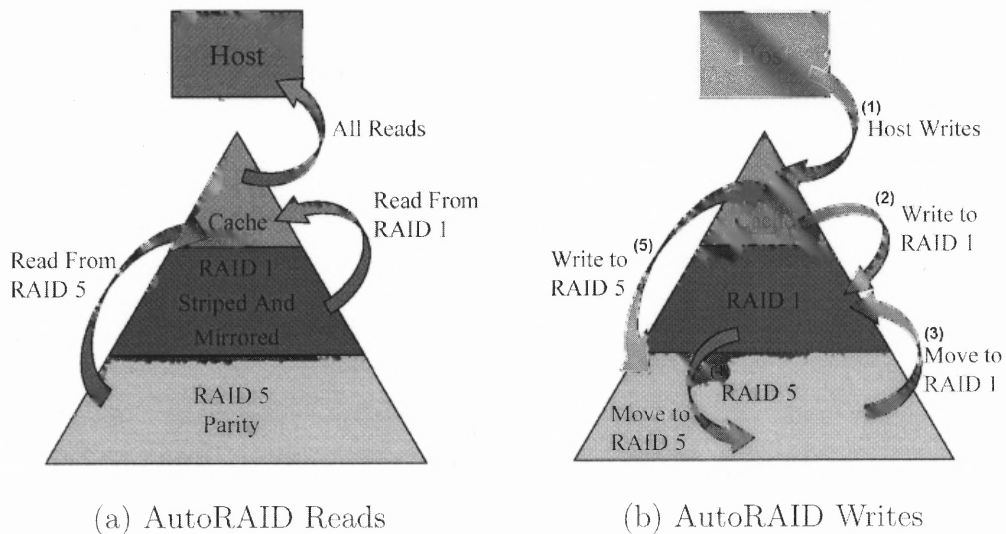 Host
All Reads
Read From
RAID 1
Cache
Read From
RAID 5
RAID 1
Striped And
Mirrored
RAID 5
Parity
(a) AutoRAID Reads
(1)
Host Writes
(2)
Write to
RAID 1
(5)
Write to
RAID 5
RAID 1
(3)
Move to
RAID 1
RAID 5
Move to
RAID 5
(b) AutoRAID Writes